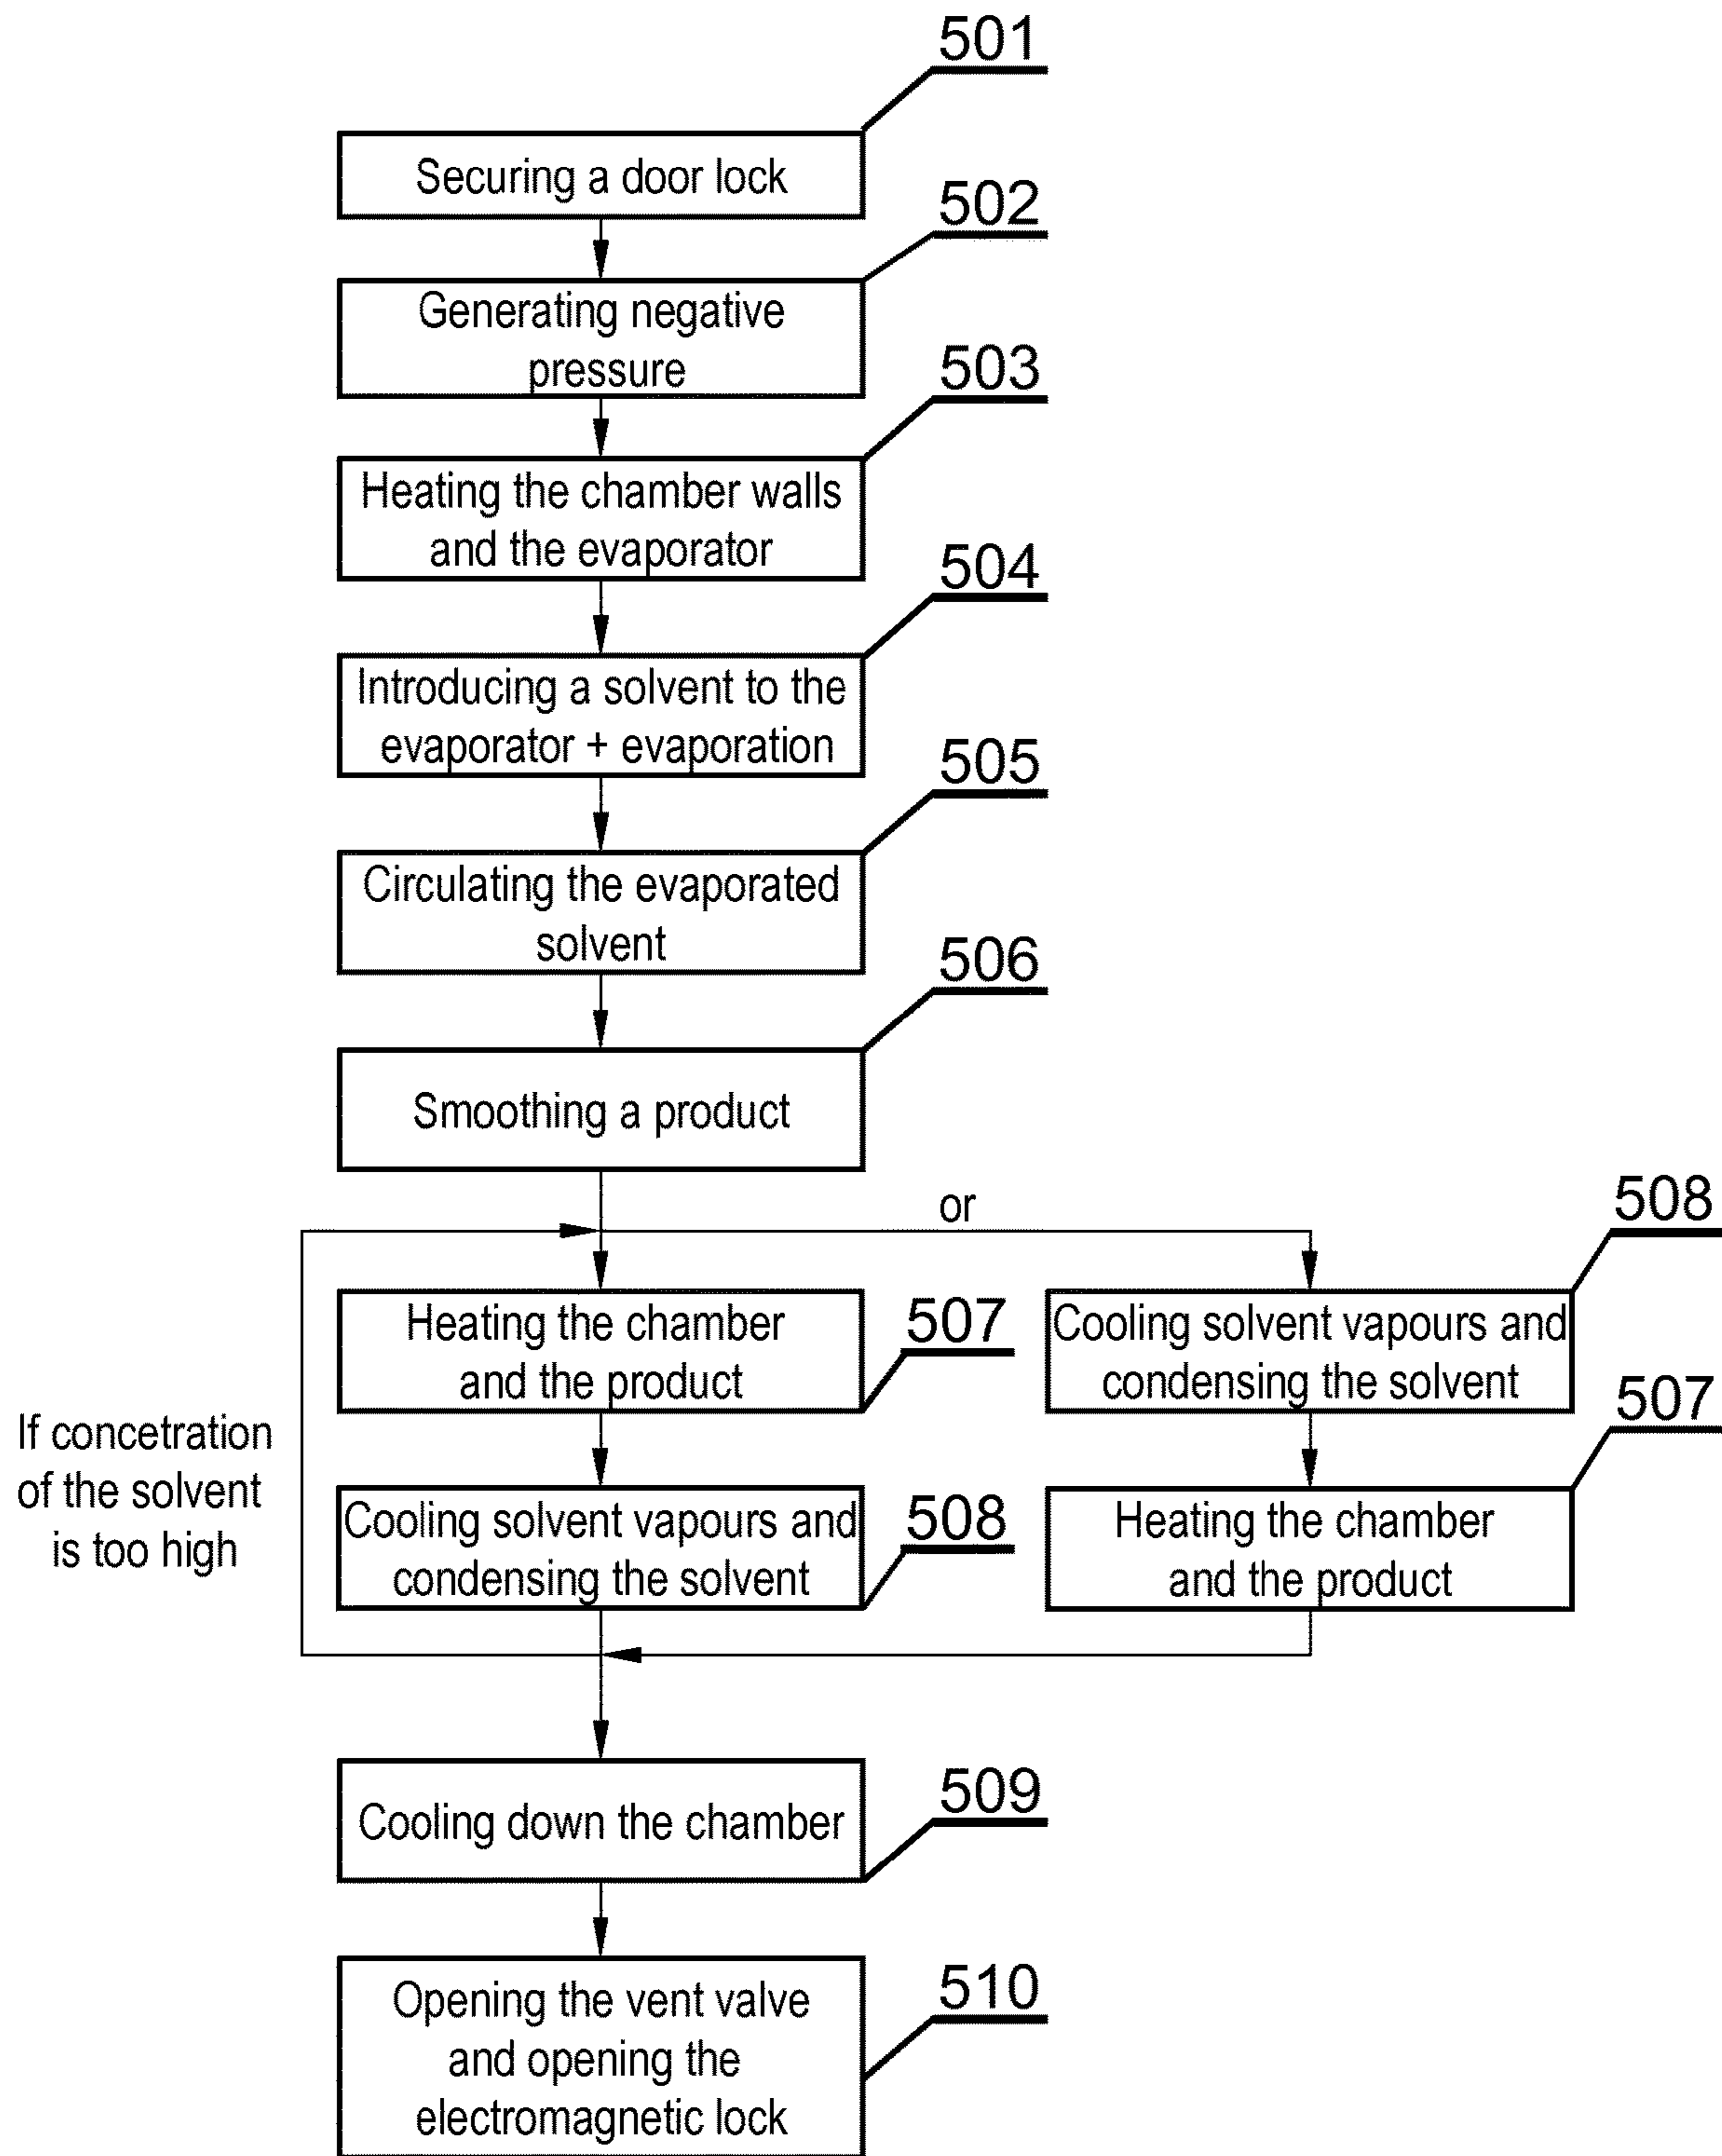 501
Securing a door lock
502
Generating negative
pressure
503
Heating the chamber walls
and the evaporator
504
Introducing a solvent to the
evaporator + evaporation
505
Circulating the evaporated
solvent
506
Smoothing a product
or
508
Heating the chamber
and the product
507
Cooling solvent vapours and
condensing the solvent
507
If concetration
of the solvent
is too high
Cooling solvent vapours and
condensing the solvent
508
Heating the chamber
and the product
509
Cooling down the chamber
510
Opening the vent valve
and opening the
electromagnetic lock